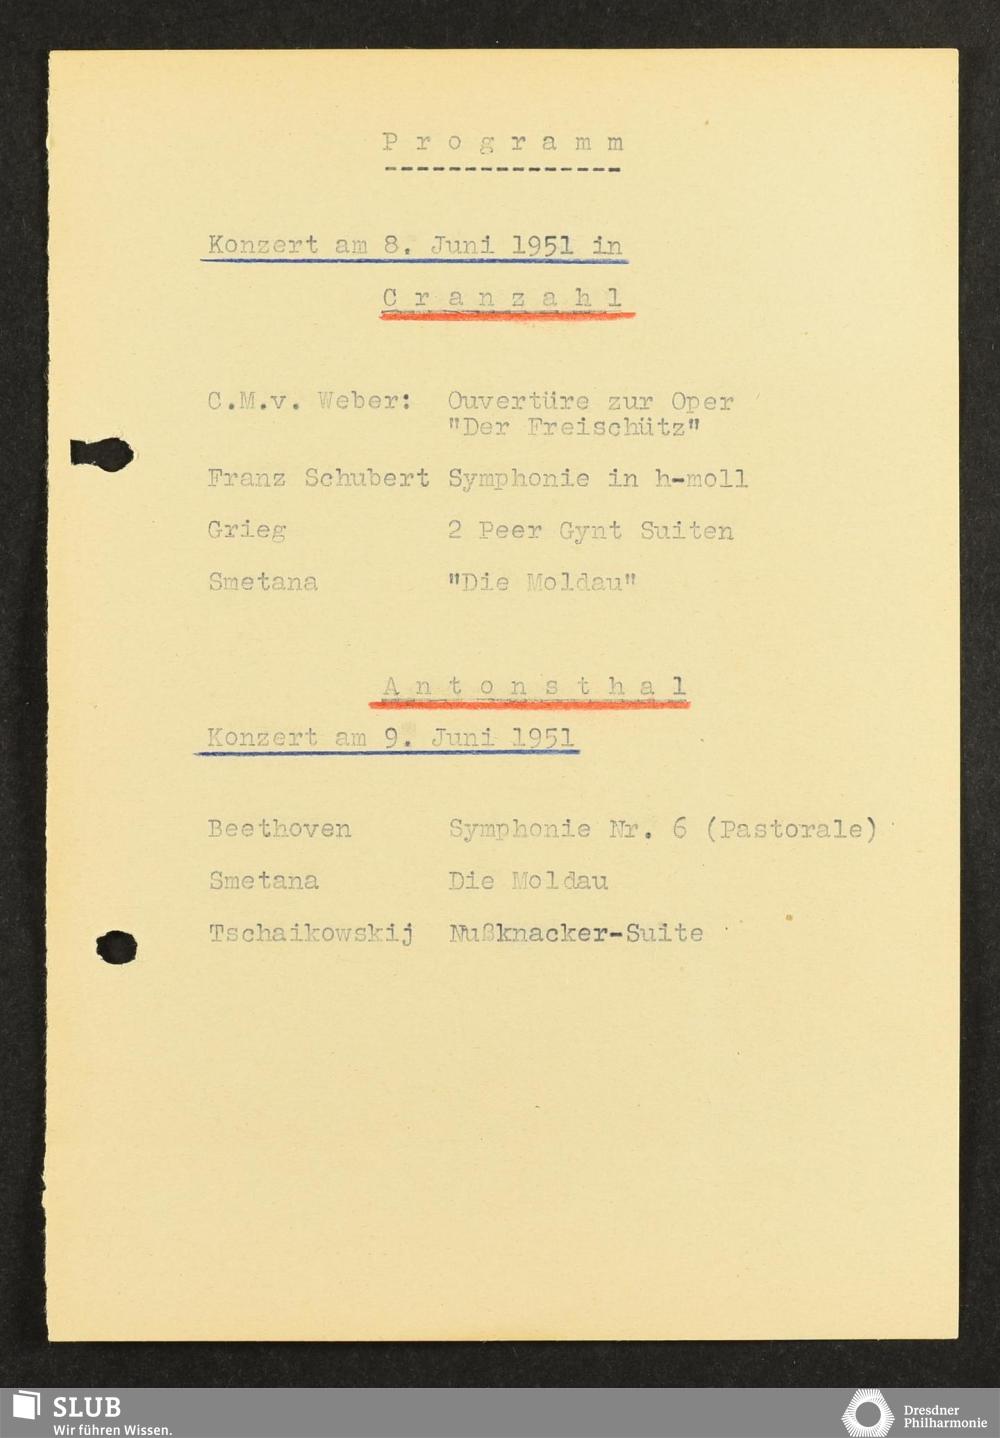 P r o g r a m m
---------------
Konzert am 8. Juni 1951 in
C r a n z a h l
C.M.v. Weber: Ouvertüre zur Oper
"Der Freischütz"
Franz Schubert Symphonie in h-moll
Grieg 2 Peer Gynt Suiten
Smetana "Die Moldau"
A n t o n s t h a l
Konzert am 9. Juni 1951
Beethoven Symphonie Nr. 6 (Pastorale)
Smetana Die Moldau
Tschaikowskij Nußknacker-Suite
SLUB
Wir führen Wissen.
Dresdner
Philharmonie